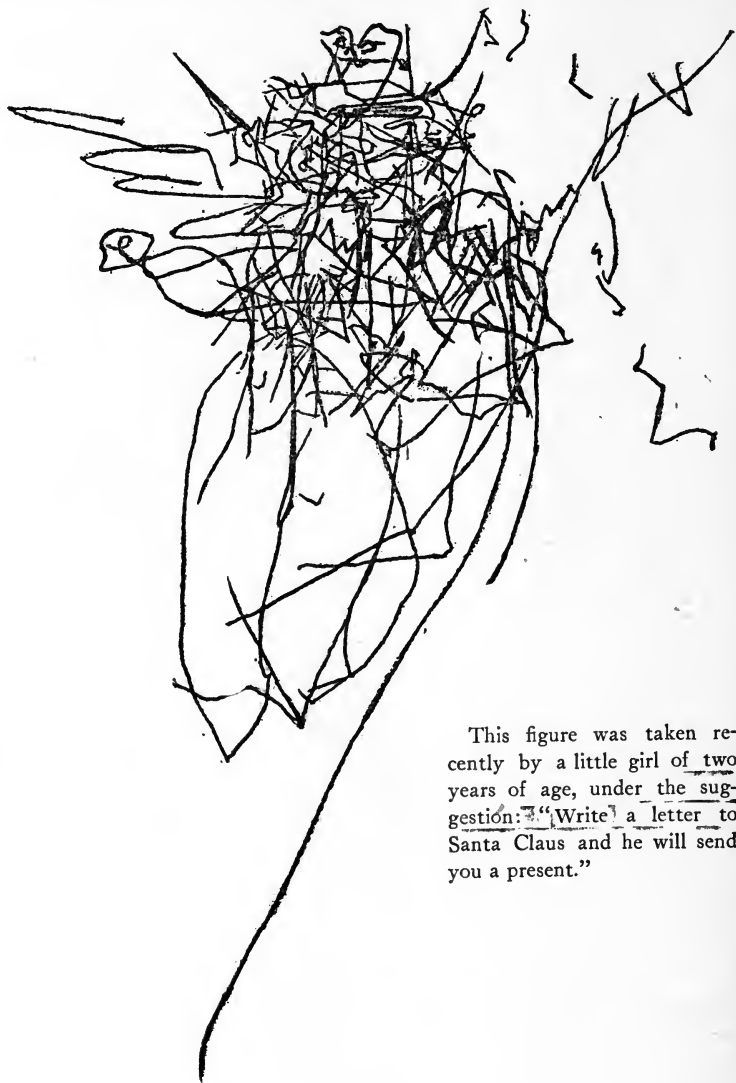 This figure was taken re-
cently by a little girl of two
years of age, under the sug-
gestion: “Write a letter to
Santa Claus and he will send
you a present.”